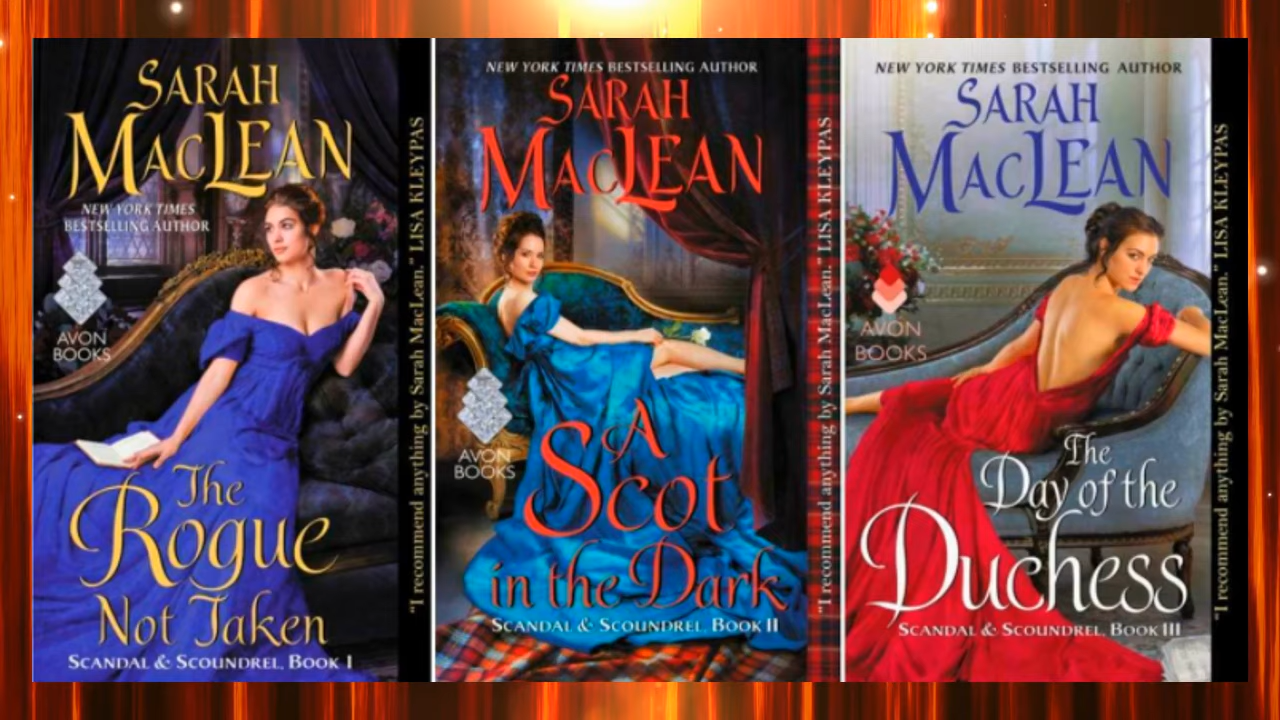 SARAH
MACLEAN
NEW YORK TIMES
BESTSELLING AUTHOR
AVON
BOOKS
The
Rogue
Not Taken
SCANDAL & SCOUNDREL, BOOK I
"I recommend anything by Sarah MacLean." LISA KLEYPAS
NEW YORK TIMES BESTSELLING AUTHOR
SARAH
MACLEAN
AVON
BOOKS
A
Scot
in the Dark
SCANDAL & SCOUNDREL, BOOK II
"I recommend anything by Sarah MacLean." LISA KLEYPAS
NEW YORK TIMES BESTSELLING AUTHOR
SARAH
MACLEAN
AVON
BOOKS
The
Day of the
Duchess
SCANDAL & SCOUNDREL, BOOK III
"I recommend anything by Sarah MacLean." LISA KLEYPAS